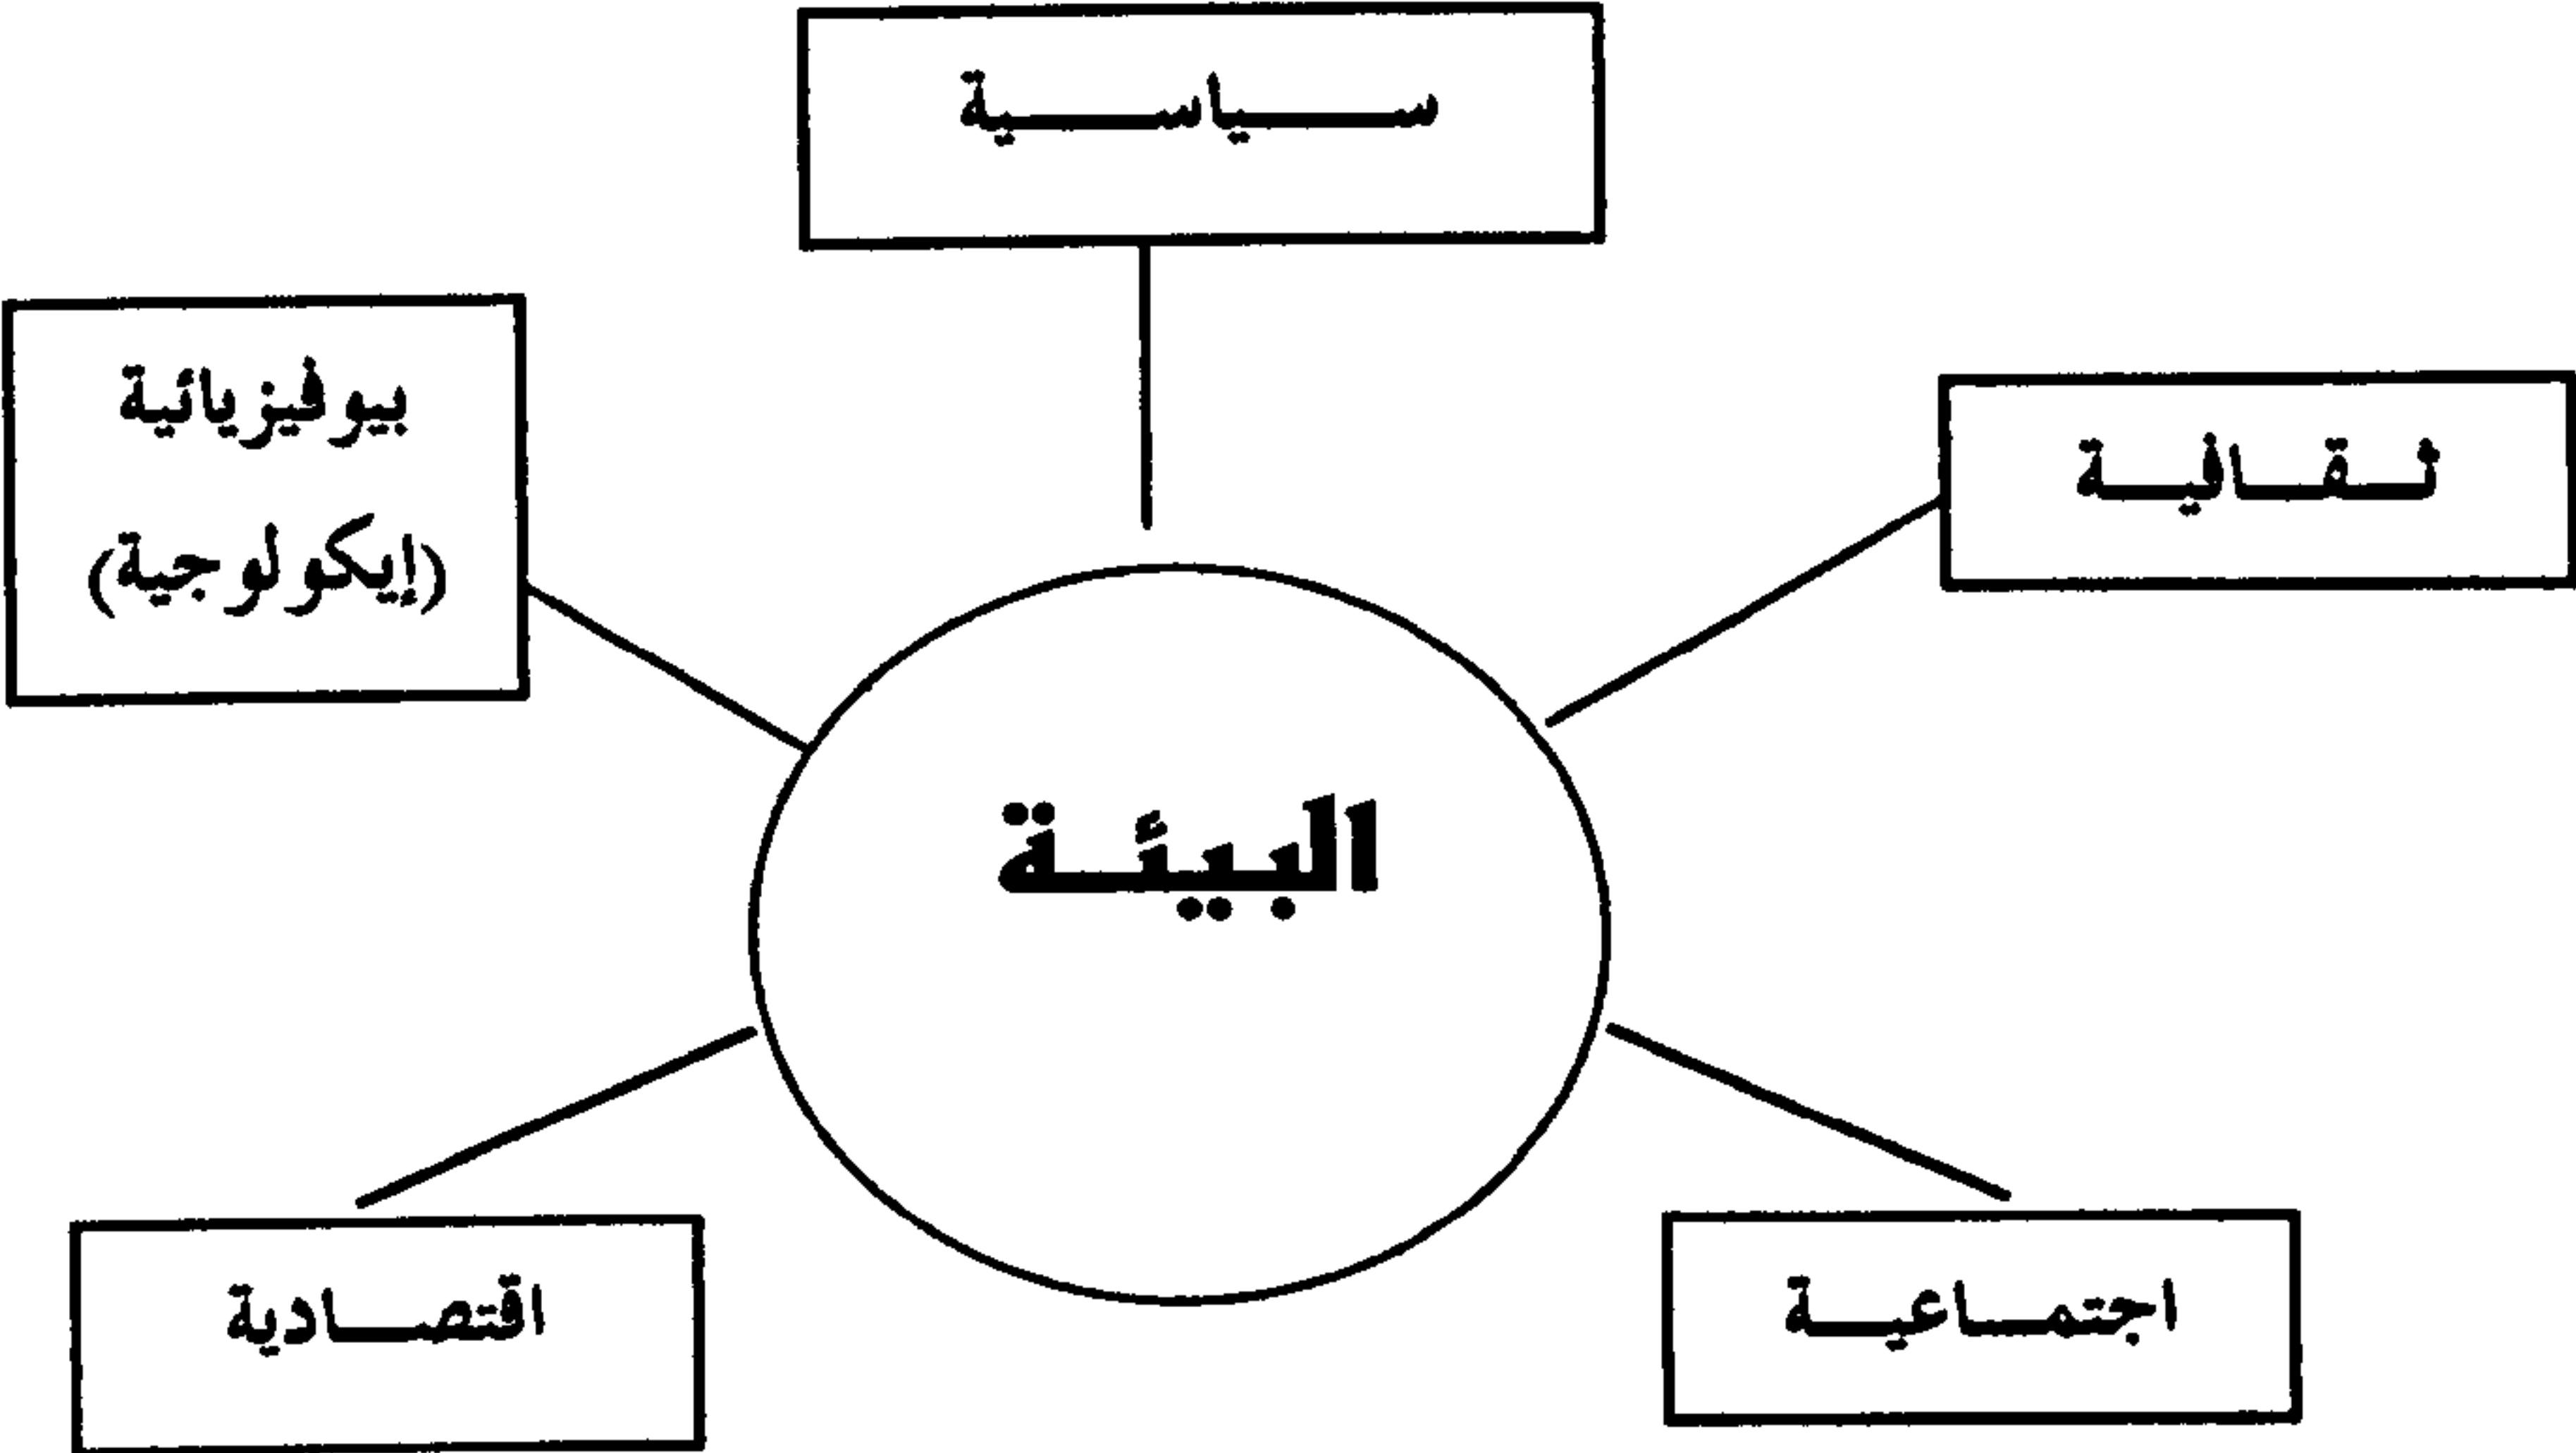 سياسية
ثقافية
بيوفيزيائية
(إيكولوجية)
البيئة
اجتماعية
اقتصادية